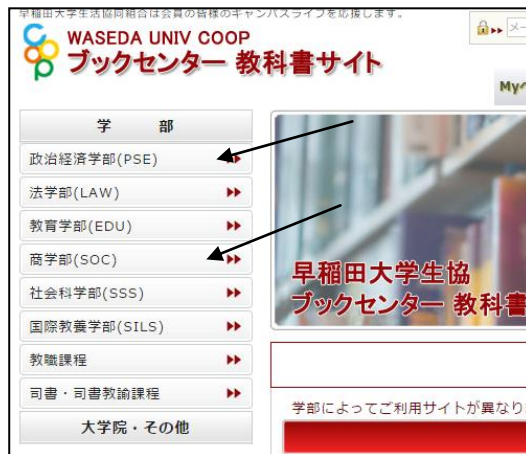 早稲田大学生活協同組合は会員の皆様のキャンパスライフを応援します。
WASEDA UNIV COOP
ブックセンター 教科書サイト
My
学 部
政治経済学部(PSE)
法学部(LAW)
教育学部(EDU)
商学部(SOC)
社会科学部(SSS)
国際教養学部(SILS)
教職課程
司書・司書教諭課程
大学院・その他
早稲田大学生協
ブックセンター 教科書
学部によってご利用サイトが異なり